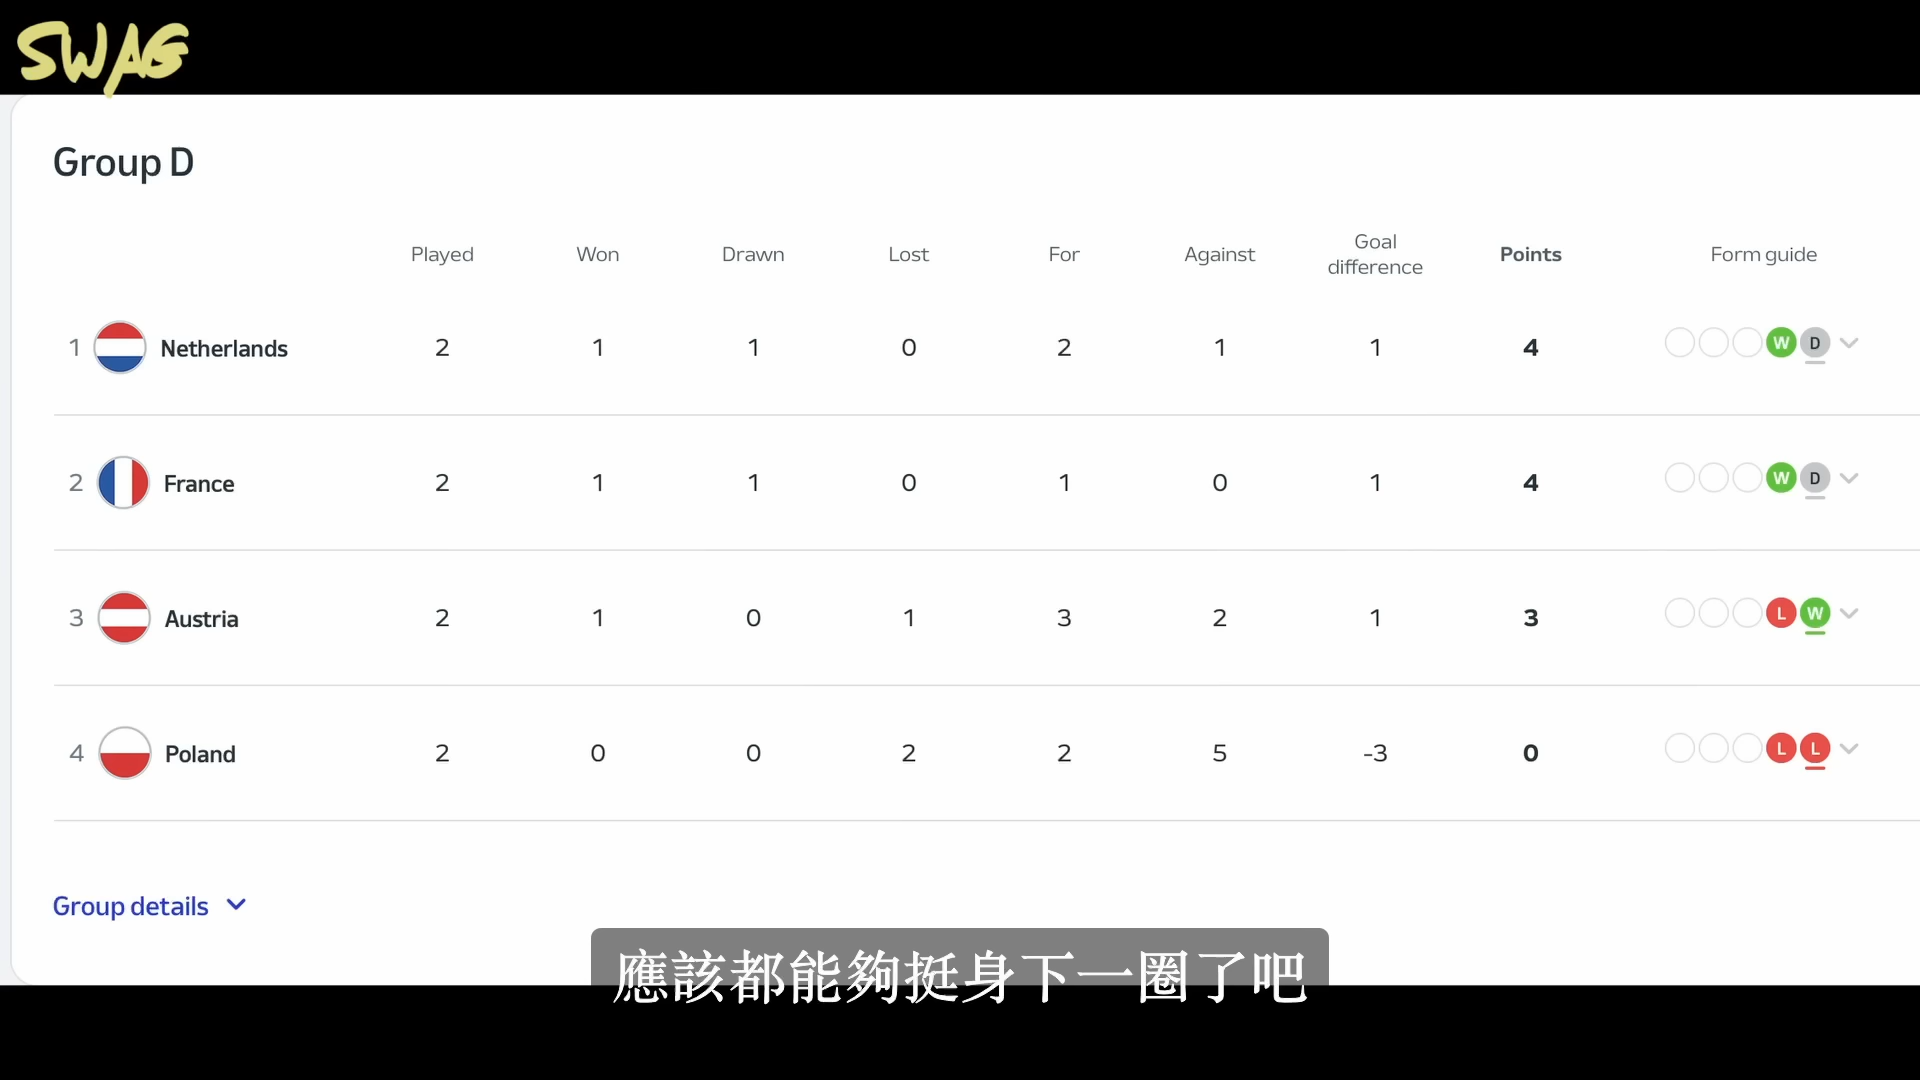 SWAG
Group D
Played Won Drawn Lost For Against Goal difference Points Form guide
1 Netherlands 2 1 1 0 2 1 1 4 W D
2 France 2 1 1 0 1 0 1 4 W D
3 Austria 2 1 0 1 3 2 1 3 L W
4 Poland 2 0 0 2 2 5 -3 0 L L
Group details
應該都能夠挺身下一圈了吧